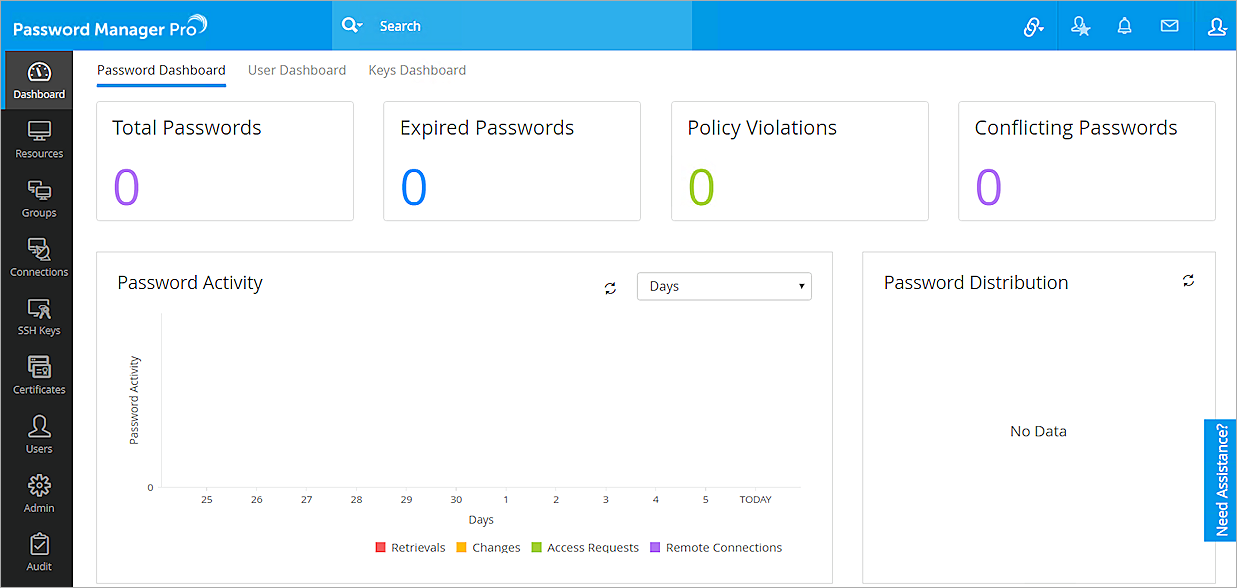 Password Manager Pro
Search
Dashboard
Resources
Groups
Connections
SSH Keys
Certificates
Users
Admin
Audit
Password Dashboard User Dashboard Keys Dashboard
Total Passwords Expired Passwords Policy Violations Conflicting Passwords
0 0 0 0
Password Activity
Days
Password Activity
0
25 26 27 28 29 30 1 2 3 4 5 TODAY
Days
Retrievals Changes Access Requests Remote Connections
Password Distribution
No Data
Need Assistance?